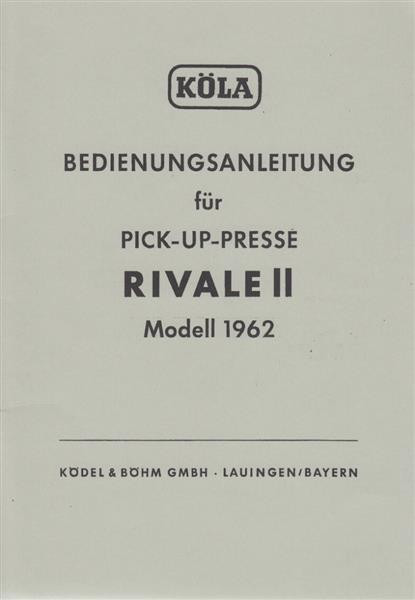 KÖLA
BEDIENUNGSANLEITUNG
für
PICK-UP-PRESSE
RIVALE II
Modell 1962
KÖDEL & BÖHM GMBH · LAUINGEN/BAYERN